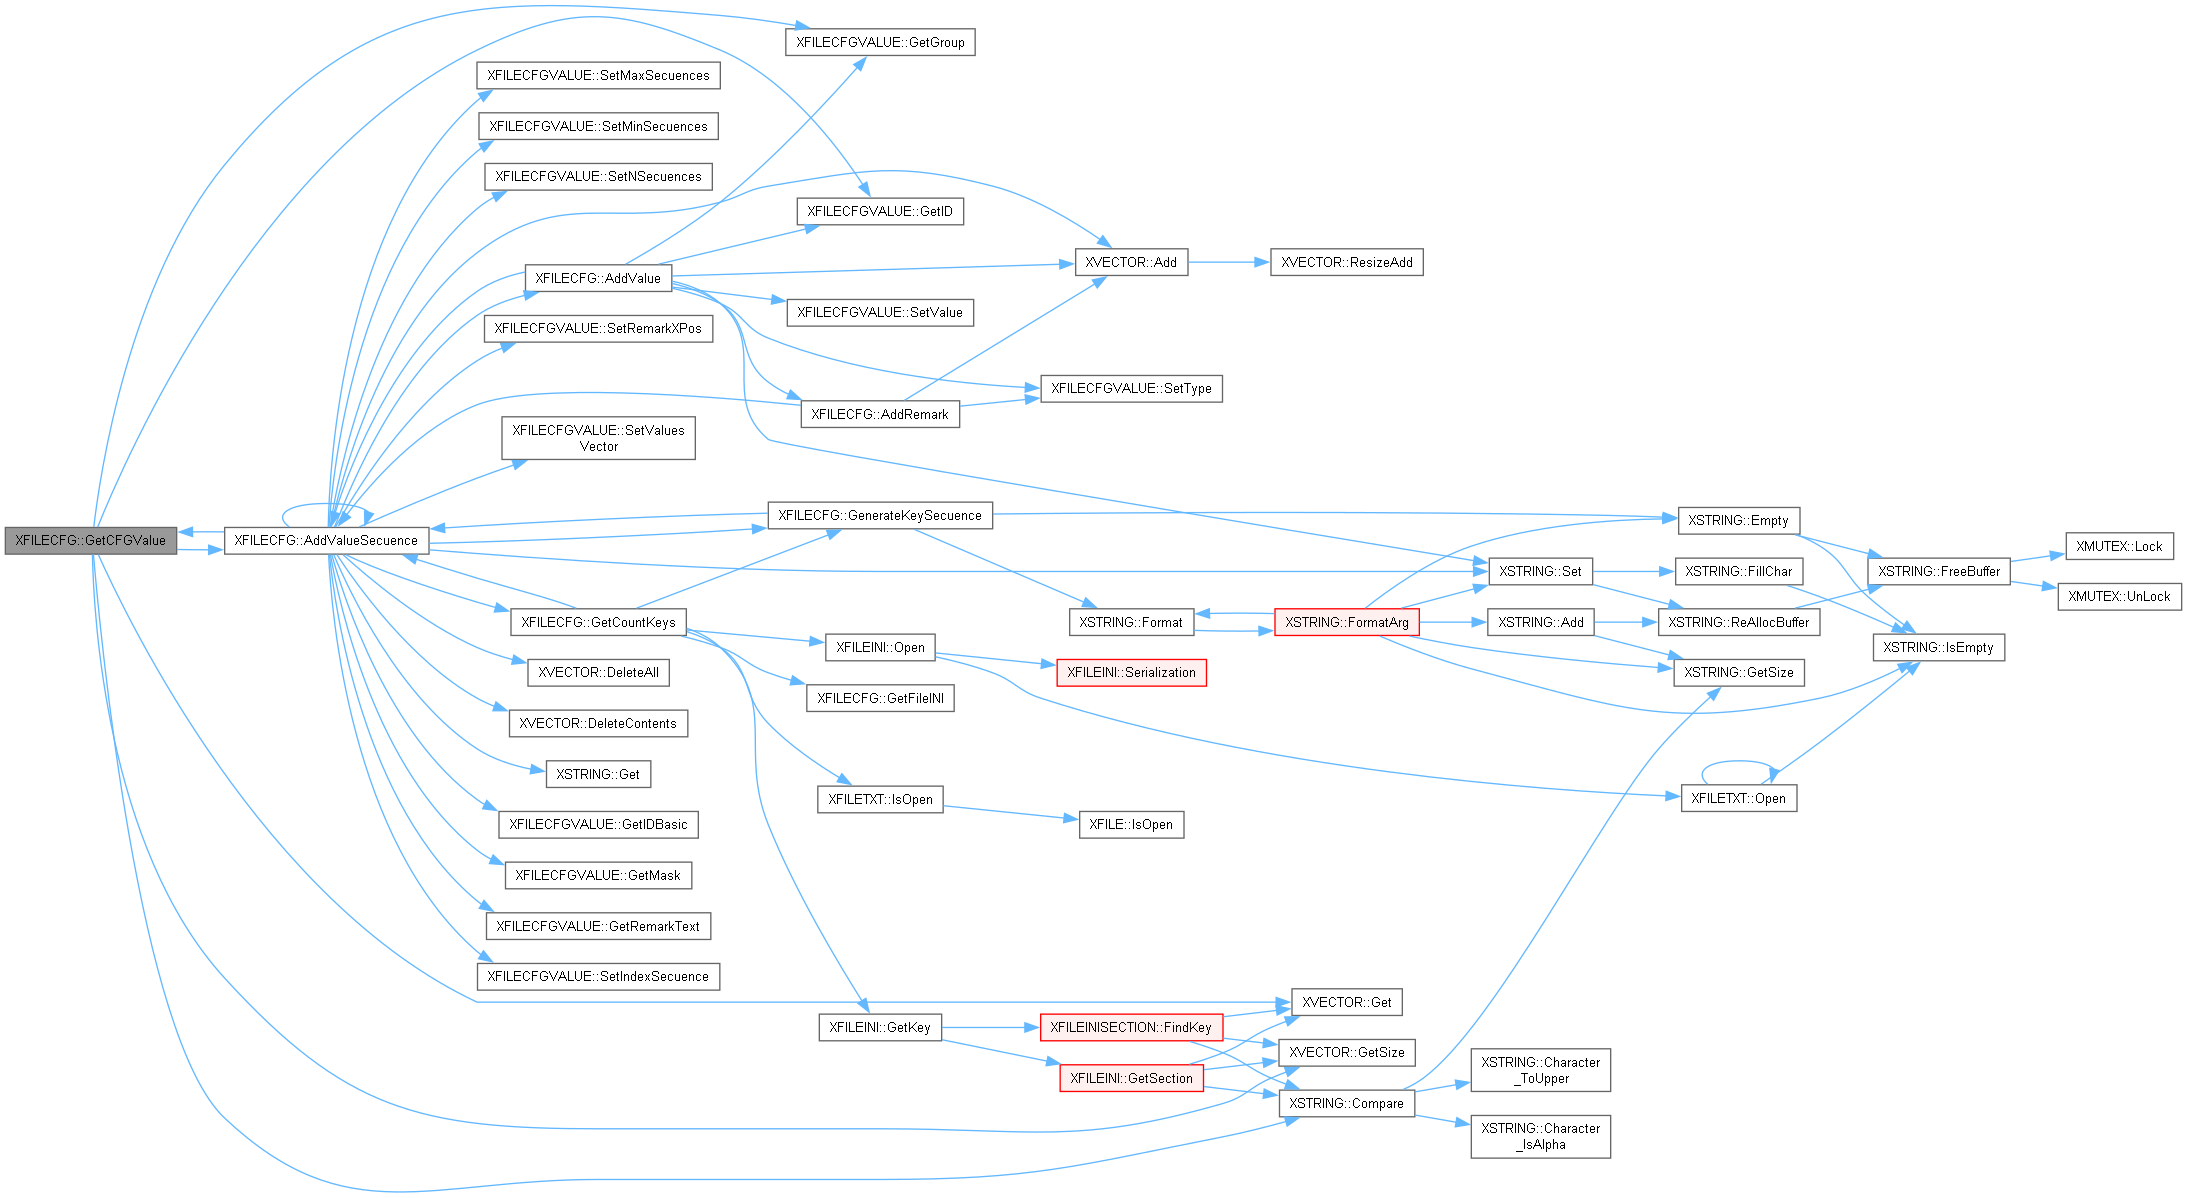 XFILECFGVALUE::GetGroup
XFILECFGVALUE::SetMaxSecuences
XFILECFGVALUE::SetMinSecuences
XFILECFGVALUE::SetNSecuences
XFILECFGVALUE::GetID
XVECTOR::Add
XVECTOR::ResizeAdd
XFILECFG::AddValue
XFILECFGVALUE::SetValue
XFILECFGVALUE::SetRemarkXPos
XFILECFGVALUE::SetType
XFILECFG::AddRemark
XFILECFGVALUE::SetValues
Vector
XFILECFG::GenerateKeySecuence
XSTRING::Empty
XFILECFG::GetCFGValue
XFILECFG::AddValueSecuence
XMUTEX::Lock
XSTRING::Set
XSTRING::FillChar
XSTRING::FreeBuffer
XMUTEX::UnLock
XFILECFG::GetCountKeys
XSTRING::Format
XSTRING::FormatArg
XSTRING::Add
XSTRING::ReAllocBuffer
XFILEINI::Open
XSTRING::IsEmpty
XVECTOR::DeleteAll
XFILEINI::Serialization
XSTRING::GetSize
XFILECFG::GetFileINI
XVECTOR::DeleteContents
XSTRING::Get
XFILETXT::IsOpen
XFILETXT::Open
XFILECFGVALUE::GetIDBasic
XFILE::IsOpen
XFILECFGVALUE::GetMask
XFILECFGVALUE::GetRemarkText
XFILECFGVALUE::SetIndexSecuence
XVECTOR::Get
XFILEINI::GetKey
XFILEINISECTION::FindKey
XVECTOR::GetSize
XSTRING::Character
_ToUpper
XFILEINI::GetSection
XSTRING::Compare
XSTRING::Character
_IsAlpha